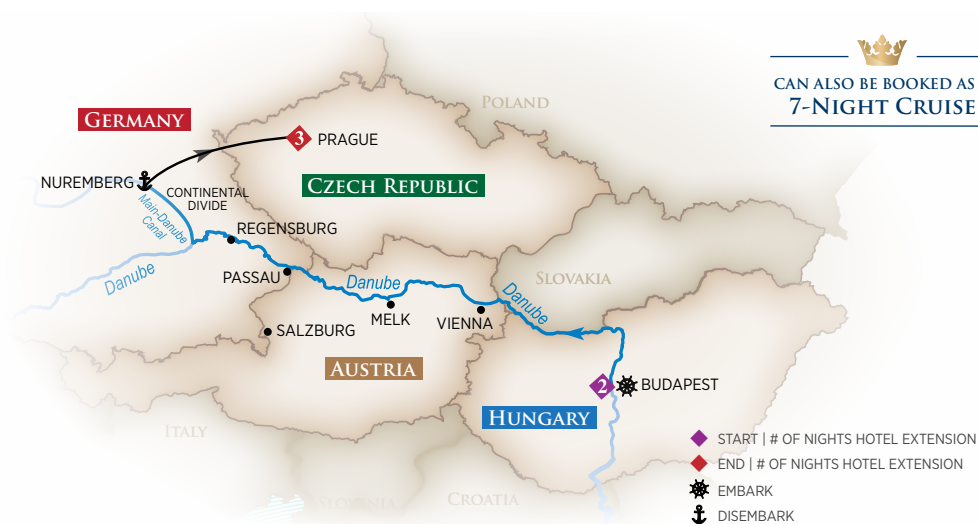 CAN ALSO BE BOOKED AS
7-NIGHT CRUISE
POLAND
GERMANY
3
PRAGUE
NUREMBERG
CONTINENTAL
DIVIDE
CZECH REPUBLIC
Main-Danube
Canal
REGENSBURG
SLOVAKIA
Danube
PASSAU
Danube
Danube
MELK
VIENNA
SALZBURG
AUSTRIA
2
BUDAPEST
HUNGARY
ITALY
START | # OF NIGHTS HOTEL EXTENSION
END | # OF NIGHTS HOTEL EXTENSION
SLOVENIA
CROATIA
EMBARK
DISEMBARK